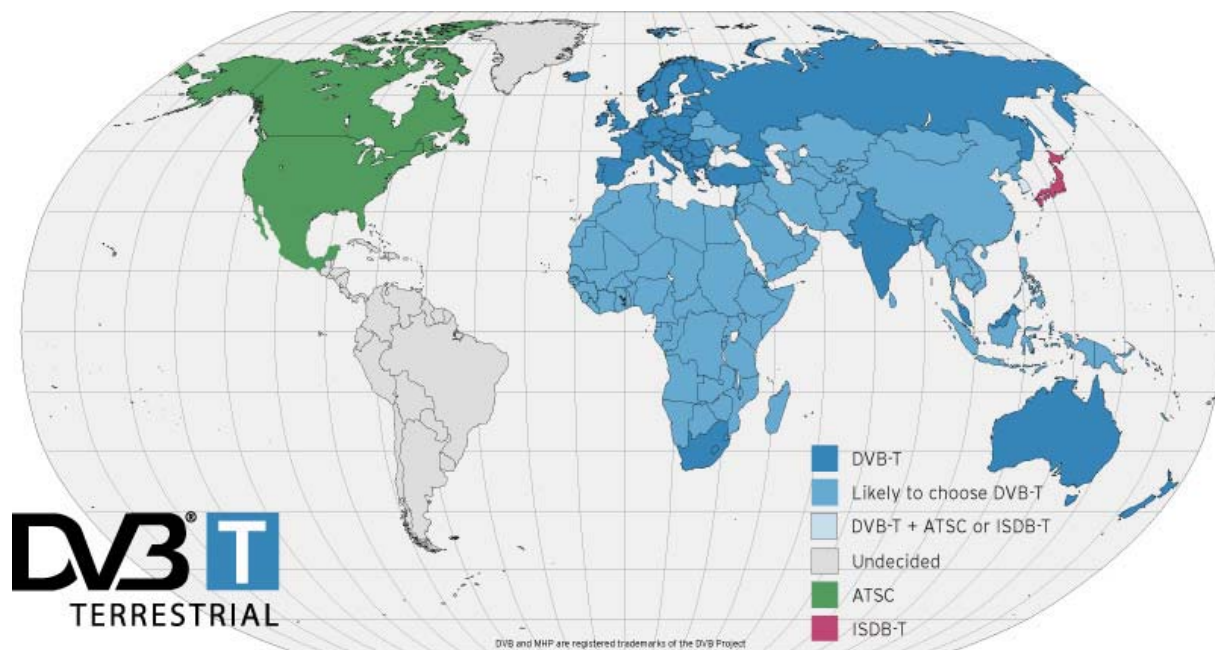 DVB-T
Likely to choose DVB-T
DVB-T + ATSC or ISDB-T
Undecided
ATSC
ISDB-T
DVB® T
TERRESTRIAL
DVB and MHP are registered trademarks of the DVB Project